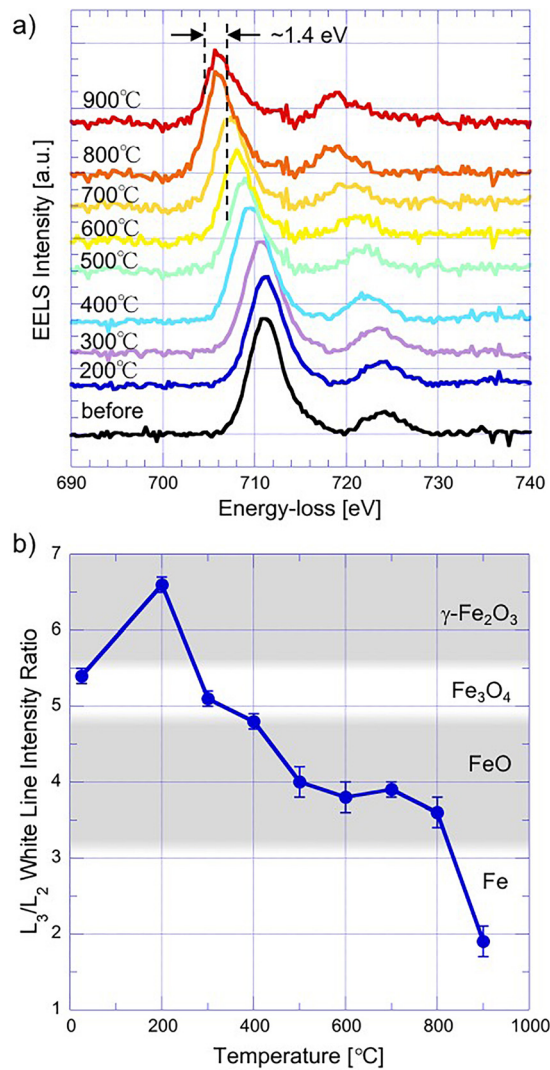 a)
~1.4 eV
900℃
800℃
700℃
600℃
500℃
400℃
300℃
200℃
before
EELS Intensity [a.u.]
690 700 710 720 730 740
Energy-loss [eV]
b)
7
6
5
4
3
2
1
γ-Fe₂O₃
Fe₃O₄
FeO
Fe
L₃/L₂ White Line Intensity Ratio
0 200 400 600 800 1000
Temperature [°C]